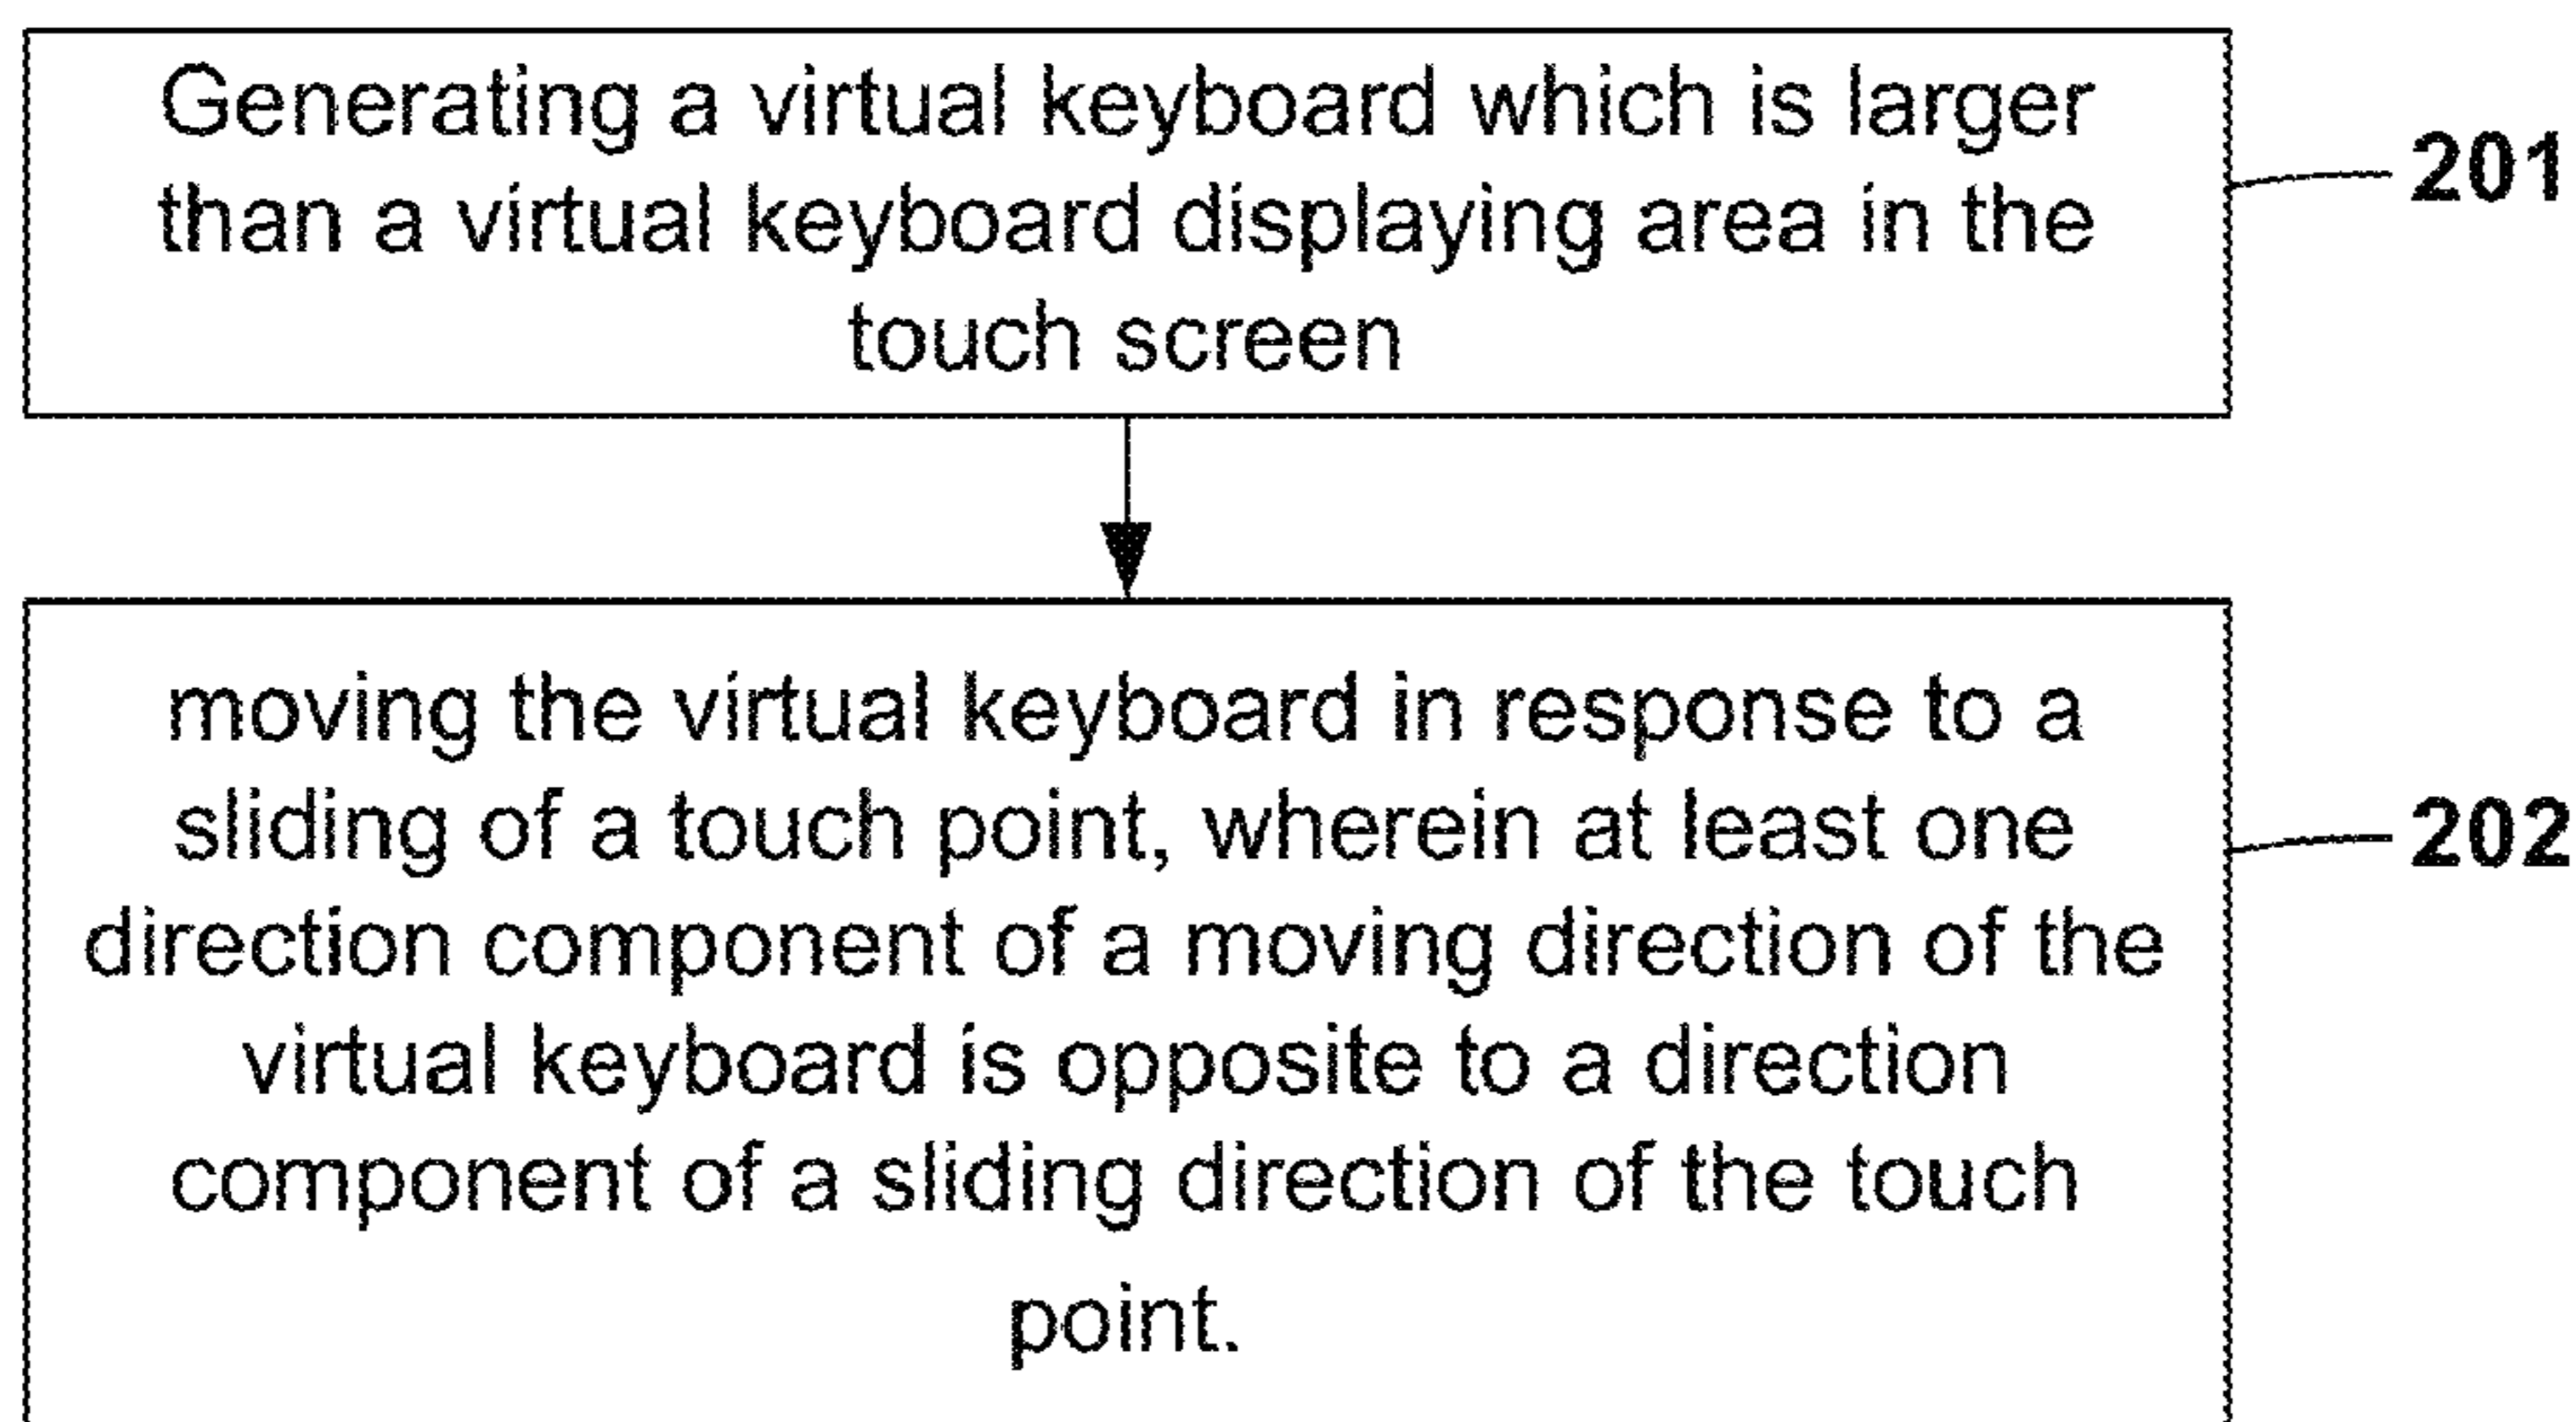 Generating a virtual keyboard which is larger
than a virtual keyboard displaying area in the
touch screen
201
moving the virtual keyboard in response to a
sliding of a touch point, wherein at least one
direction component of a moving direction of the
virtual keyboard is opposite to a direction
component of a sliding direction of the touch
point.
202